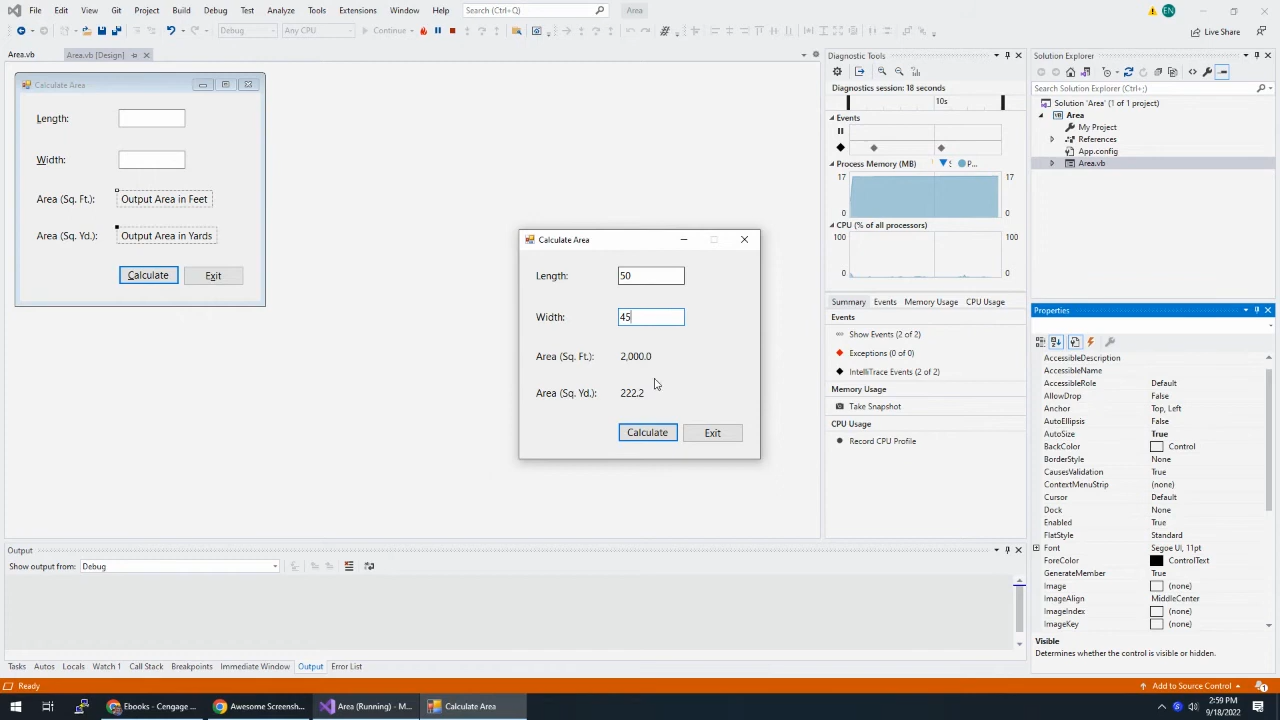 File Edit View Git Project Build Debug Test Analyze Tools Extensions Window Help Search (Ctrl+Q) Area EN
Debug Any CPU Continue Live Share
Area.vb Area.vb [Design]
Calculate Area
Length:
Width:
Area (Sq. Ft.): Output Area in Feet
Area (Sq. Yd.): Output Area in Yards
Calculate Exit
Calculate Area
Length: 50
Width: 45
Area (Sq. Ft.): 2,000.0
Area (Sq. Yd.): 222.2
Calculate Exit
Diagnostic Tools
Diagnostics session: 18 seconds
10s
Events
Process Memory (MB) S P...
17 17
0 0
CPU (% of all processors)
100 100
0 0
Summary Events Memory Usage CPU Usage
Events
Show Events (2 of 2)
Exceptions (0 of 0)
IntelliTrace Events (2 of 2)
Memory Usage
Take Snapshot
CPU Usage
Record CPU Profile
Solution Explorer
Search Solution Explorer (Ctrl+;)
Solution 'Area' (1 of 1 project)
VB Area
My Project
References
App.config
Area.vb
Properties
AccessibleDescription
AccessibleName
AccessibleRole Default
AllowDrop False
Anchor Top, Left
AutoEllipsis False
AutoSize True
BackColor Control
BorderStyle None
CausesValidation True
ContextMenuStrip (none)
Cursor Default
Dock None
Enabled True
FlatStyle Standard
Font Segoe UI, 11pt
ForeColor ControlText
GenerateMember True
Image (none)
ImageAlign MiddleCenter
ImageIndex (none)
ImageKey (none)
Visible
Determines whether the control is visible or hidden.
Output
Show output from: Debug
Tasks Autos Locals Watch 1 Call Stack Breakpoints Immediate Window Output Error List
Ready Add to Source Control 1
Ebooks - Cengage ... Awesome Screensh... Area (Running) - M... Calculate Area 2:59 PM
9/18/2022